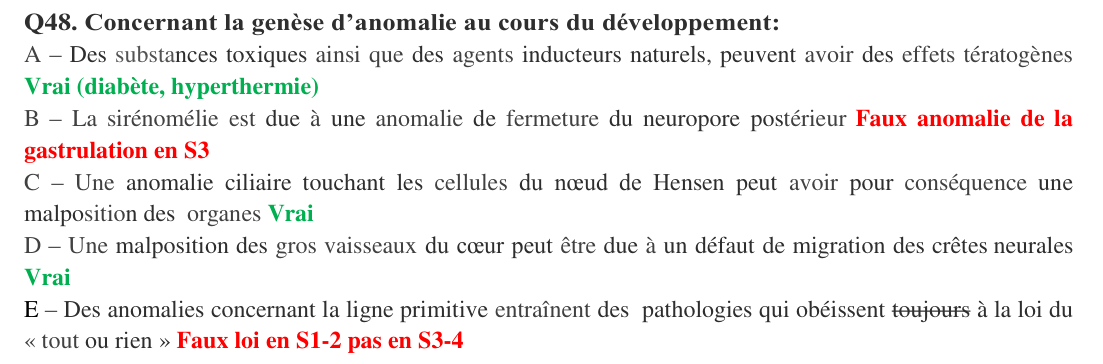 Q48. Concernant la genèse d’anomalie au cours du développement:
A – Des substances toxiques ainsi que des agents inducteurs naturels, peuvent avoir des effets tératogènes
Vrai (diabète, hyperthermie)
B – La sirénomélie est due à une anomalie de fermeture du neuropore postérieur Faux anomalie de la
gastrulation en S3
C – Une anomalie ciliaire touchant les cellules du nœud de Hensen peut avoir pour conséquence une
malposition des organes Vrai
D – Une malposition des gros vaisseaux du cœur peut être due à un défaut de migration des crêtes neurales
Vrai
E – Des anomalies concernant la ligne primitive entraînent des pathologies qui obéissent toujours à la loi du
« tout ou rien » Faux loi en S1-2 pas en S3-4